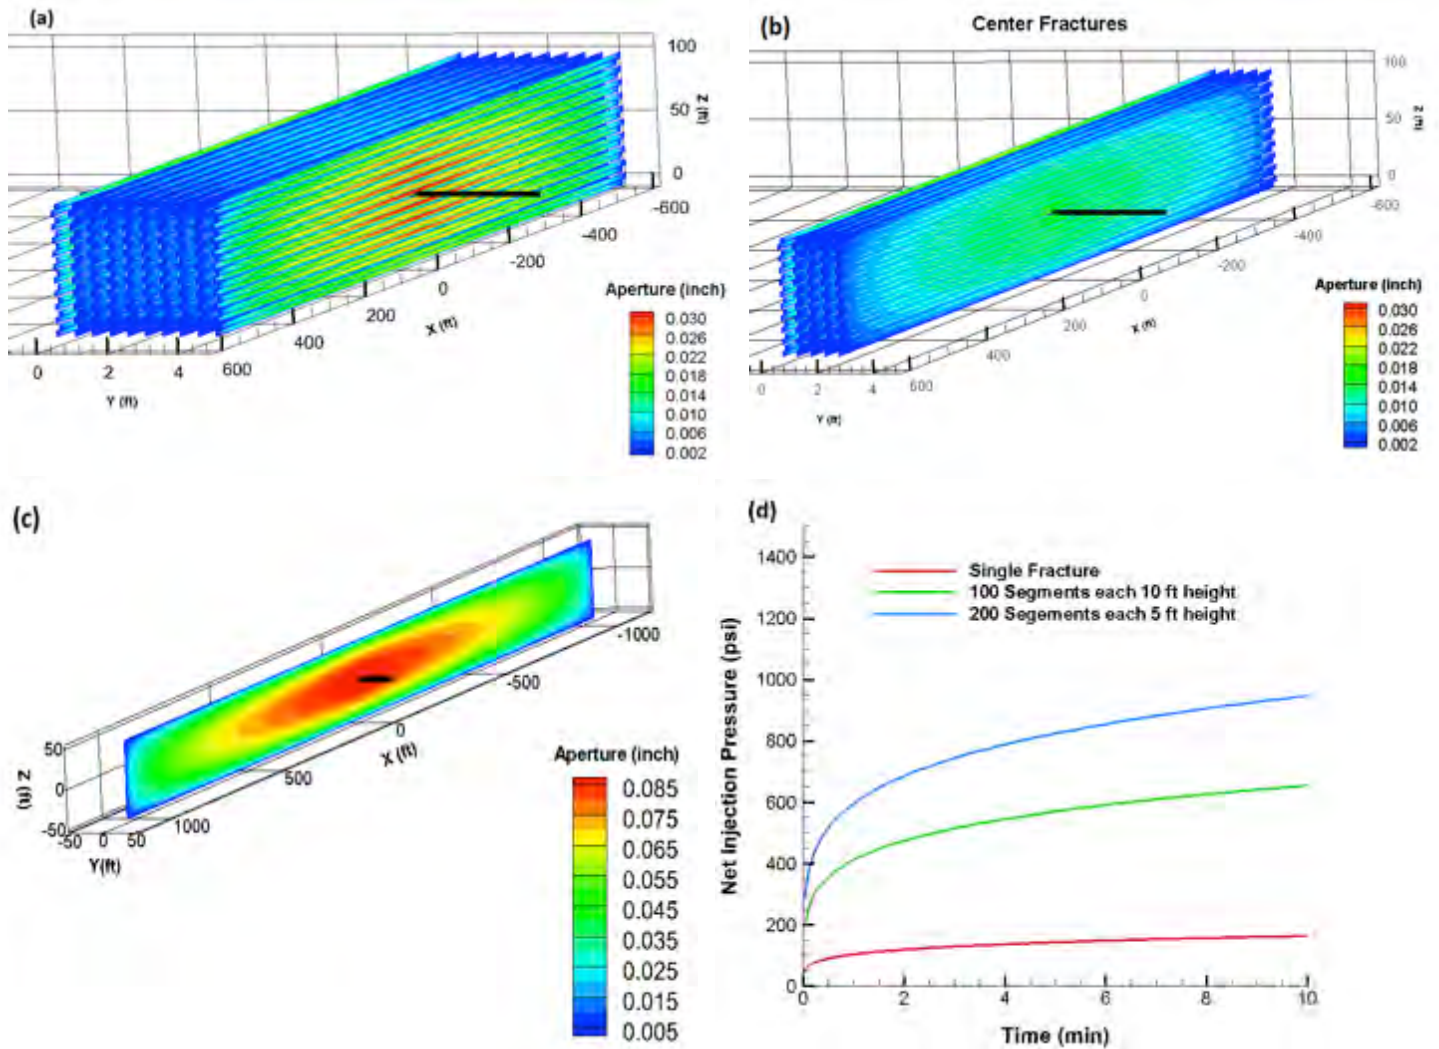 (a)
100
50
Z (ft)
0
-600
-400
-200
0
200
400
600
X (ft)
0
2
4
Y (ft)
Aperture (inch)
0.030
0.026
0.022
0.018
0.014
0.010
0.006
0.002
(b)
Center Fractures
100
50
Z (ft)
0
-600
-400
-200
0
200
400
600
X (ft)
0
2
4
Y (ft)
Aperture (inch)
0.030
0.026
0.022
0.018
0.014
0.010
0.006
0.002
(c)
50
0
-50
Z (ft)
-50 0 50
Y(ft)
1000
500
0
-500
-1000
X (ft)
Aperture (inch)
0.085
0.075
0.065
0.055
0.045
0.035
0.025
0.015
0.005
(d)
Single Fracture
100 Segments each 10 ft height
200 Segements each 5 ft height
Net Injection Pressure (psi)
1400
1200
1000
800
600
400
200
0
0 2 4 6 8 10
Time (min)